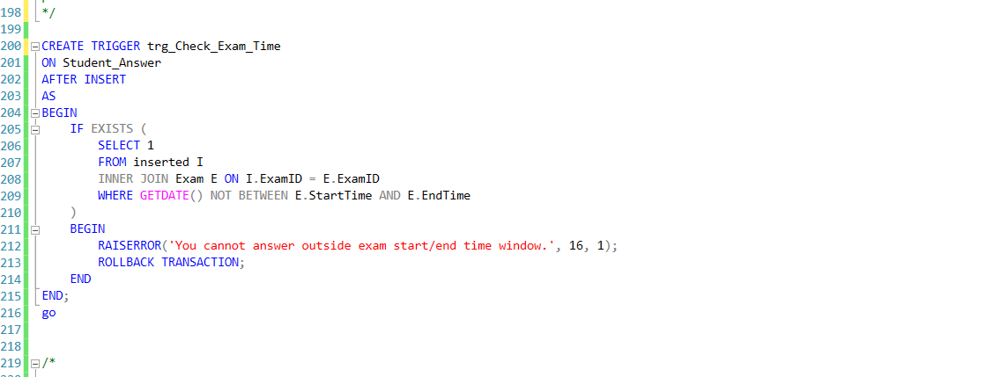 198 */
199
200 CREATE TRIGGER trg_Check_Exam_Time
201 ON Student_Answer
202 AFTER INSERT
203 AS
204 BEGIN
205     IF EXISTS (
206         SELECT 1
207         FROM inserted I
208         INNER JOIN Exam E ON I.ExamID = E.ExamID
209         WHERE GETDATE() NOT BETWEEN E.StartTime AND E.EndTime
210     )
211     BEGIN
212         RAISERROR('You cannot answer outside exam start/end time window.', 16, 1);
213         ROLLBACK TRANSACTION;
214     END
215 END;
216 go
217
218
219 /*